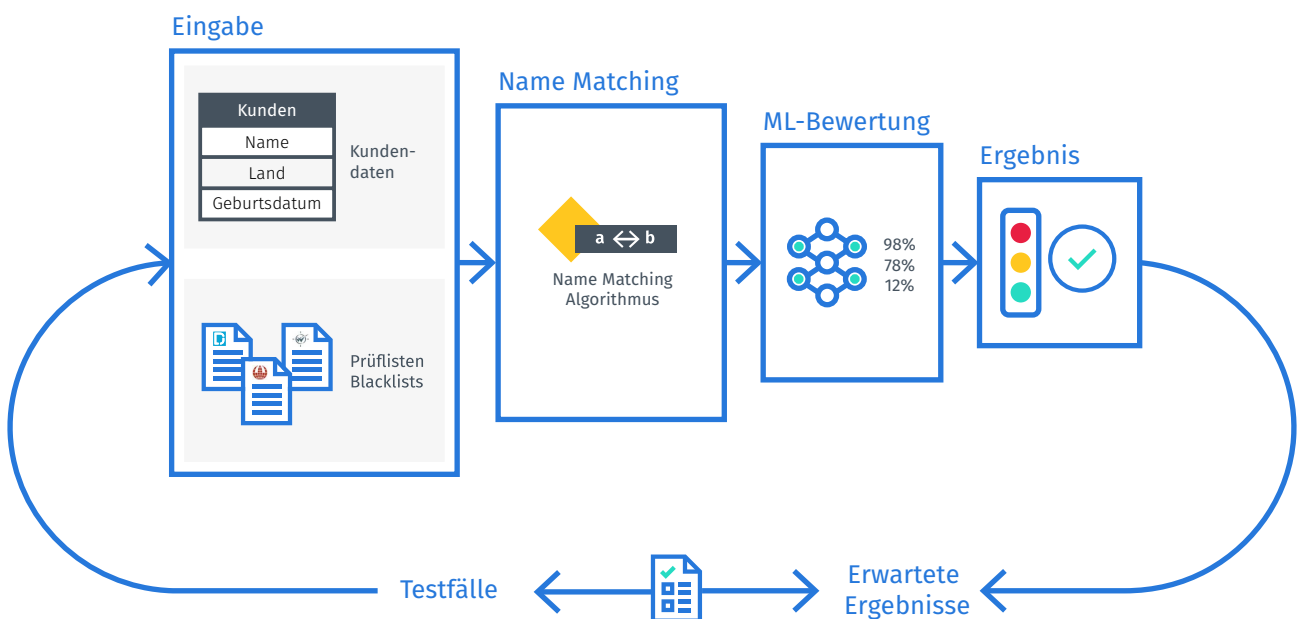 Eingabe
Kunden
Name
Land
Geburtsdatum
Kunden-
daten
Prüflisten
Blacklists
Name Matching
a <-> b
Name Matching
Algorithmus
ML-Bewertung
98%
78%
12%
Ergebnis
Testfälle
Erwartete
Ergebnisse